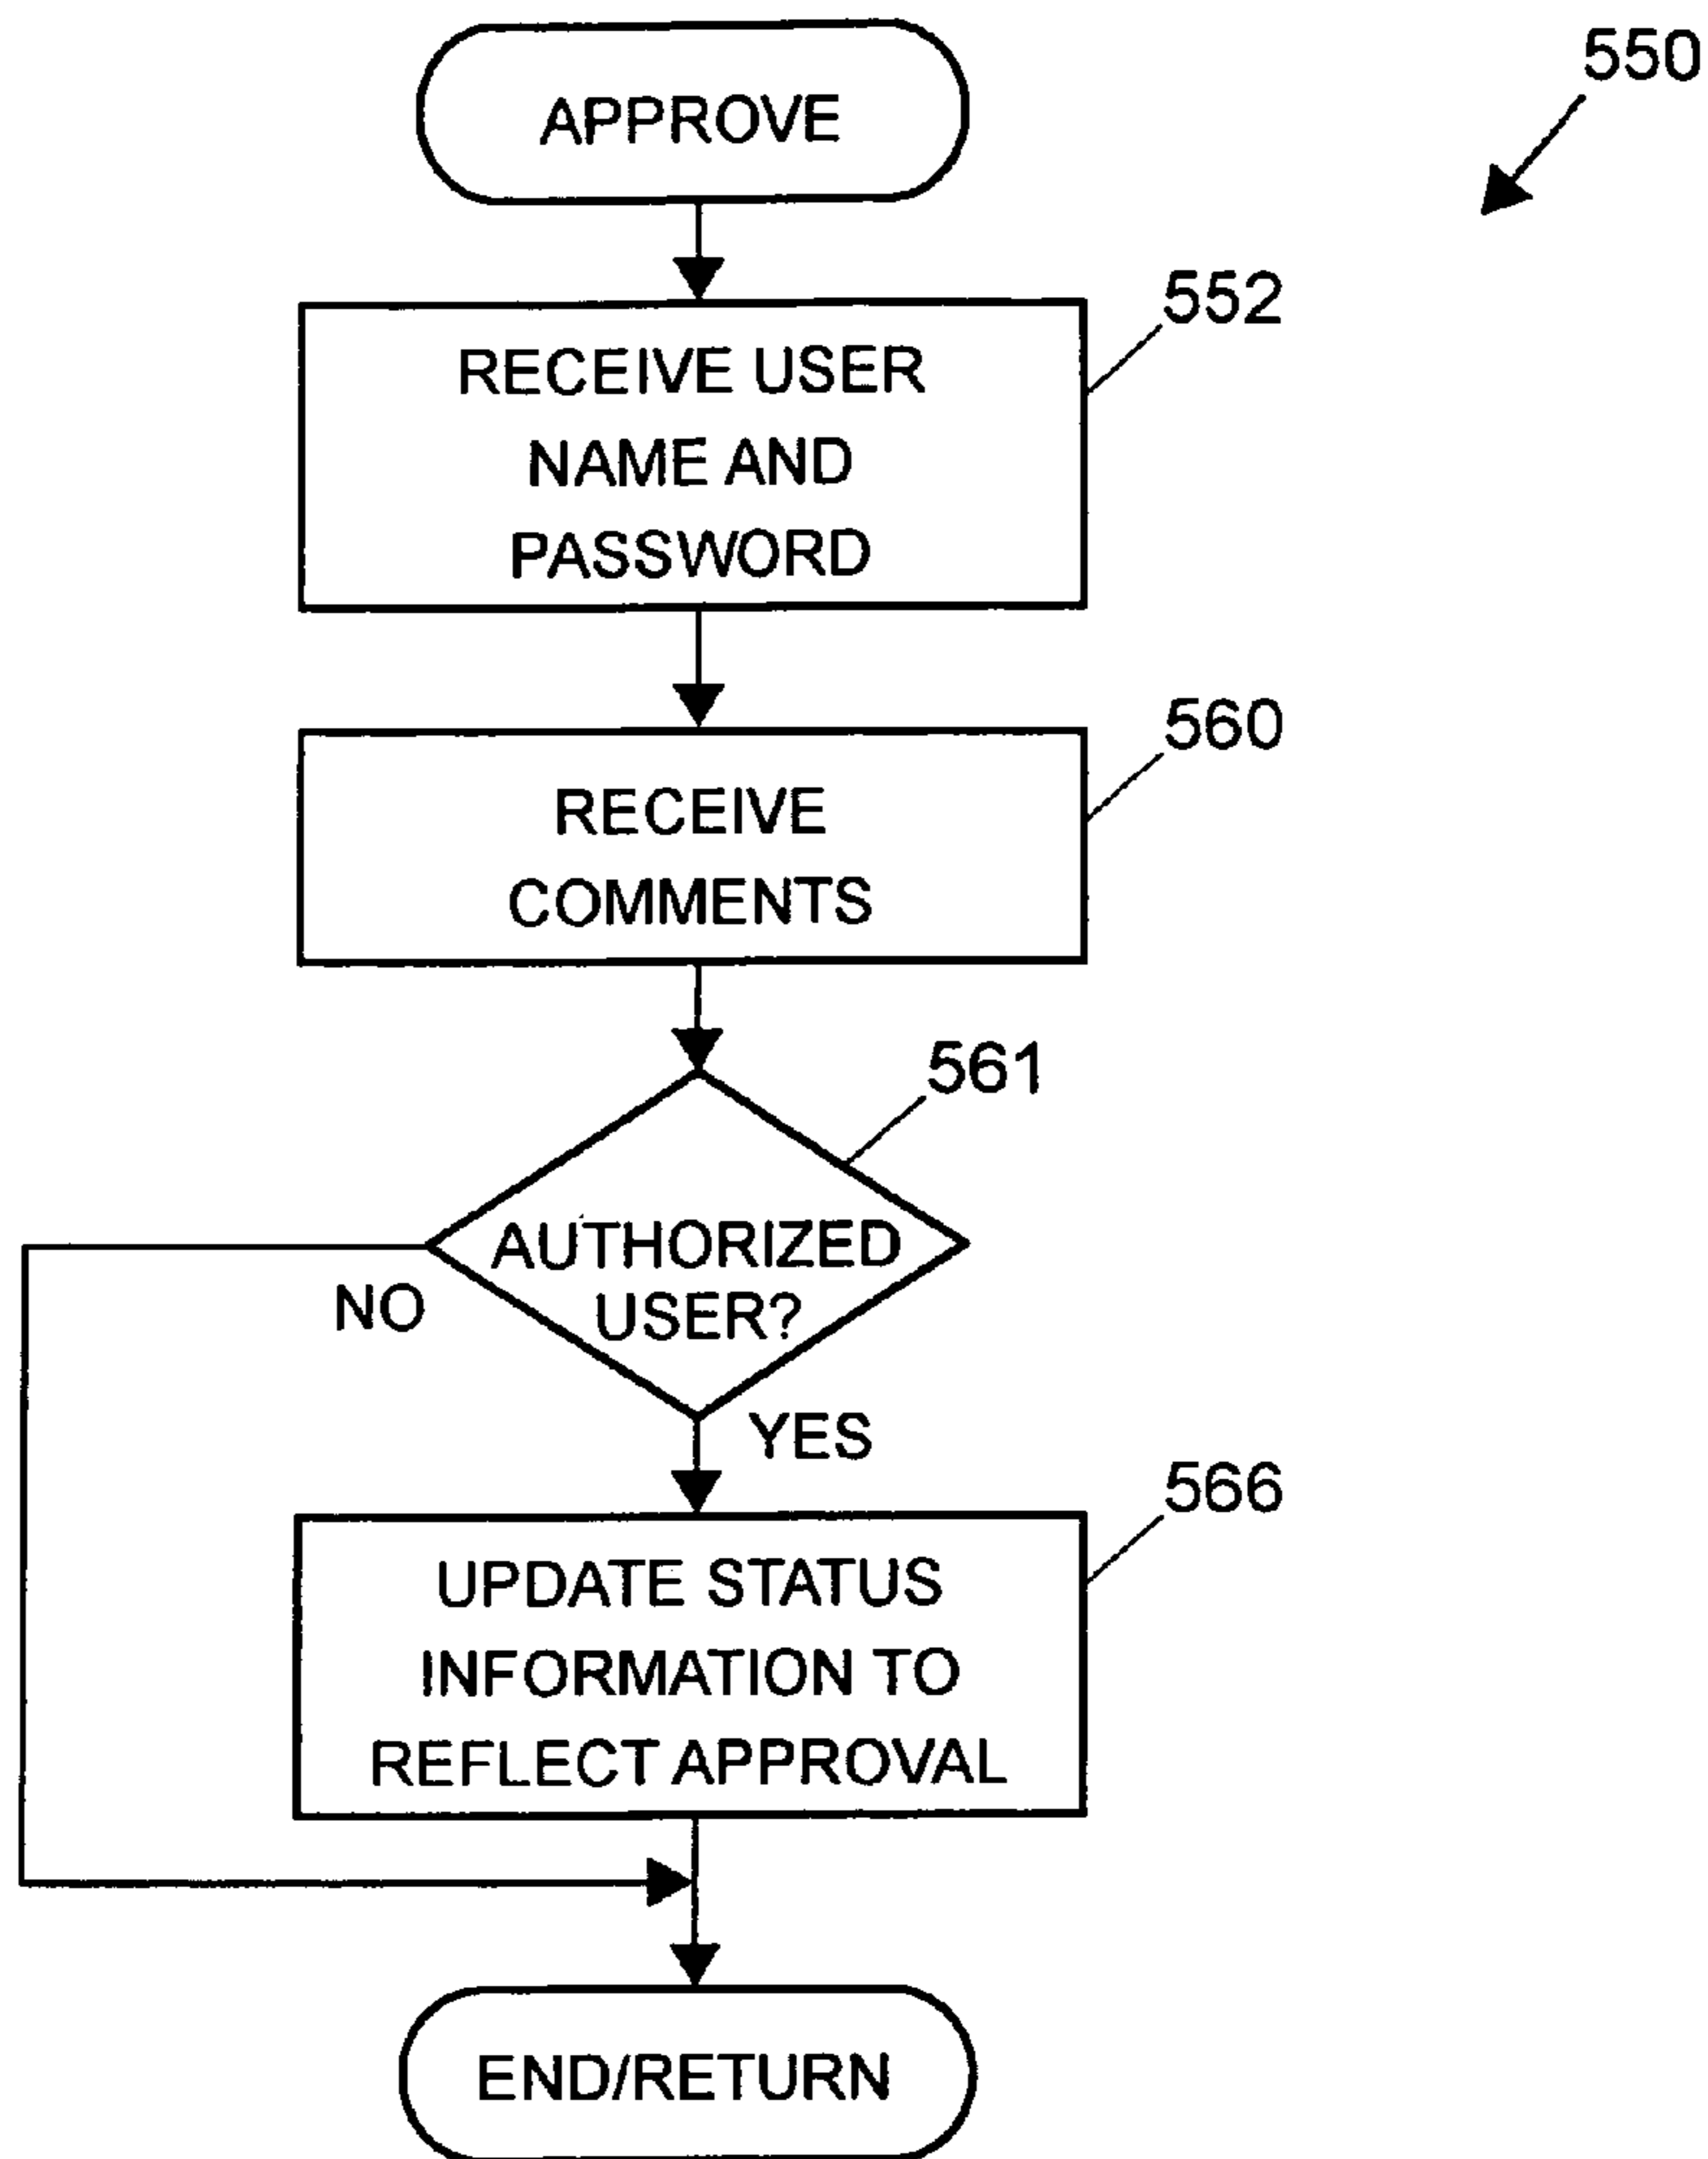 APPROVE
550
552
RECEIVE USER
NAME AND
PASSWORD
560
RECEIVE
COMMENTS
561
AUTHORIZED
USER?
NO
YES
566
UPDATE STATUS
INFORMATION TO
REFLECT APPROVAL
END/RETURN